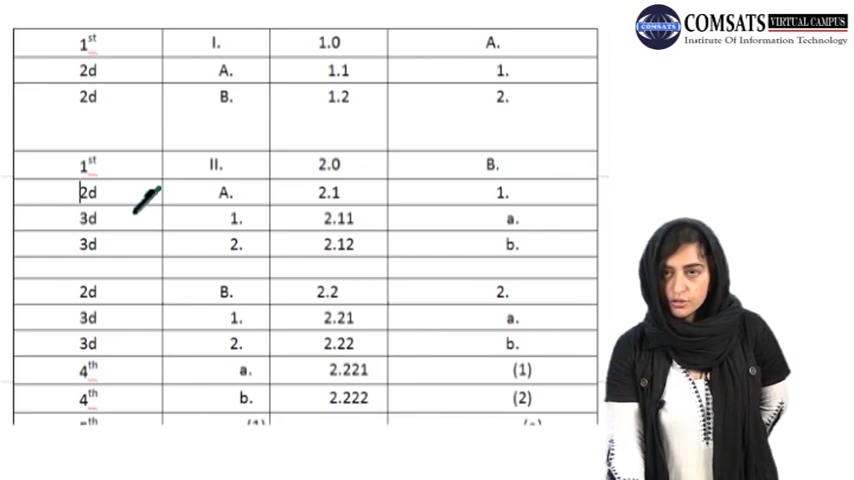 COMSATS VIRTUAL CAMPUS
Institute Of Information Technology
1st I. 1.0 A.
2d A. 1.1 1.
2d B. 1.2 2.
1st II. 2.0 B.
2d A. 2.1 1.
3d 1. 2.11 a.
3d 2. 2.12 b.
2d B. 2.2 2.
3d 1. 2.21 a.
3d 2. 2.22 b.
4th a. 2.221 (1)
4th b. 2.222 (2)